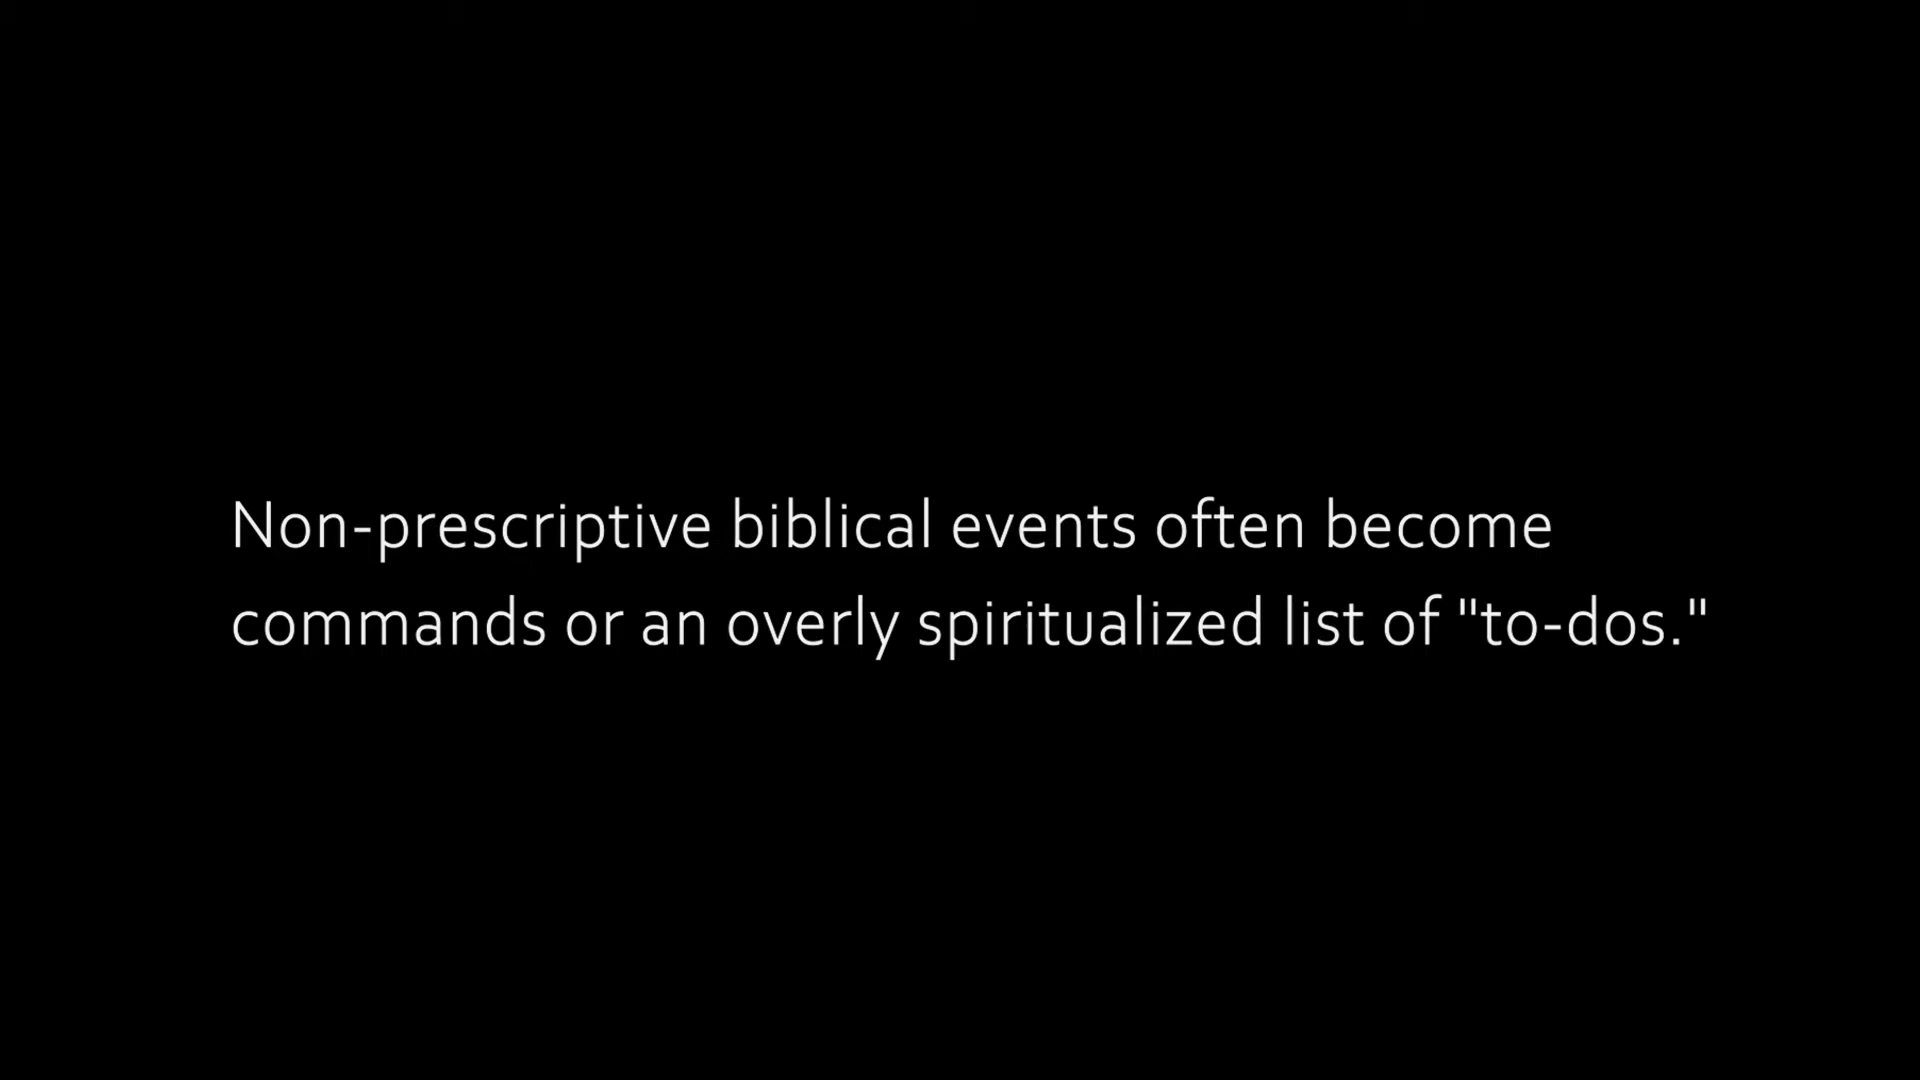 Non-prescriptive biblical events often become
commands or an overly spiritualized list of "to-dos."